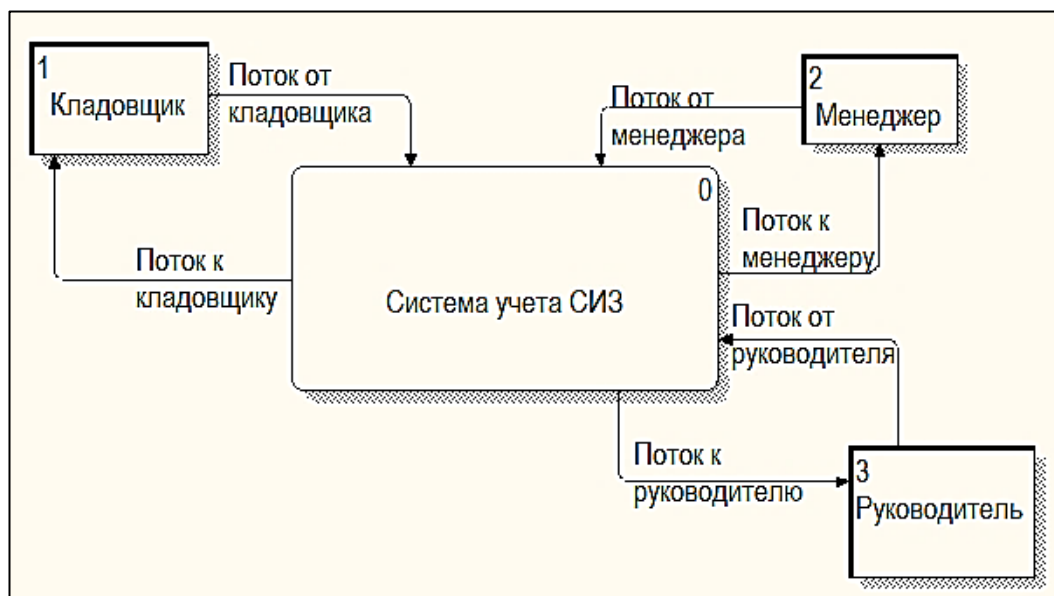 1
Кладовщик
Поток от
кладовщика
2
Менеджер
Поток от
менеджера
0
Поток к
менеджеру
Поток к
кладовщику
Система учета СИЗ
Поток от
руководителя
Поток к
руководителю
3
Руководитель